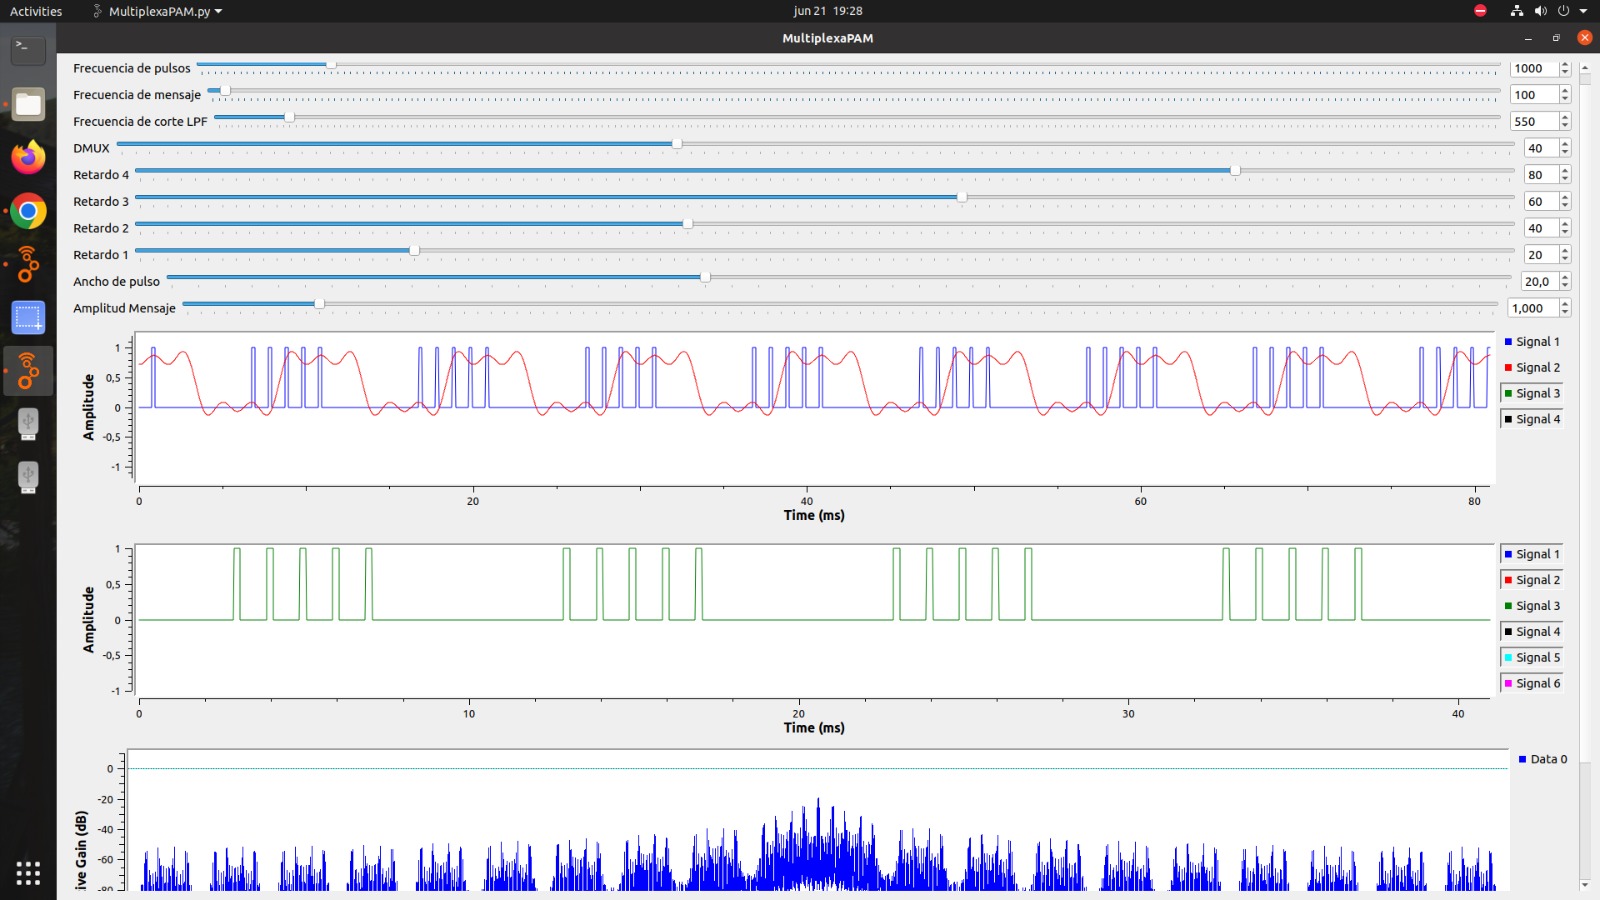 Activities MultiplexaPAM.py jun 21 19:28
MultiplexaPAM
Frecuencia de pulsos 1000
Frecuencia de mensaje 100
Frecuencia de corte LPF 550
DMUX 40
Retardo 4 80
Retardo 3 60
Retardo 2 40
Retardo 1 20
Ancho de pulso 20,0
Amplitud Mensaje 1,000
Amplitude
1
0,5
0
-0,5
-1
0 20 40 60 80
Time (ms)
Signal 1
Signal 2
Signal 3
Signal 4
Amplitude
1
0,5
0
-0,5
-1
0 10 20 30 40
Time (ms)
Signal 1
Signal 2
Signal 3
Signal 4
Signal 5
Signal 6
ive Gain (dB)
0
-20
-40
-60
-80
Data 0